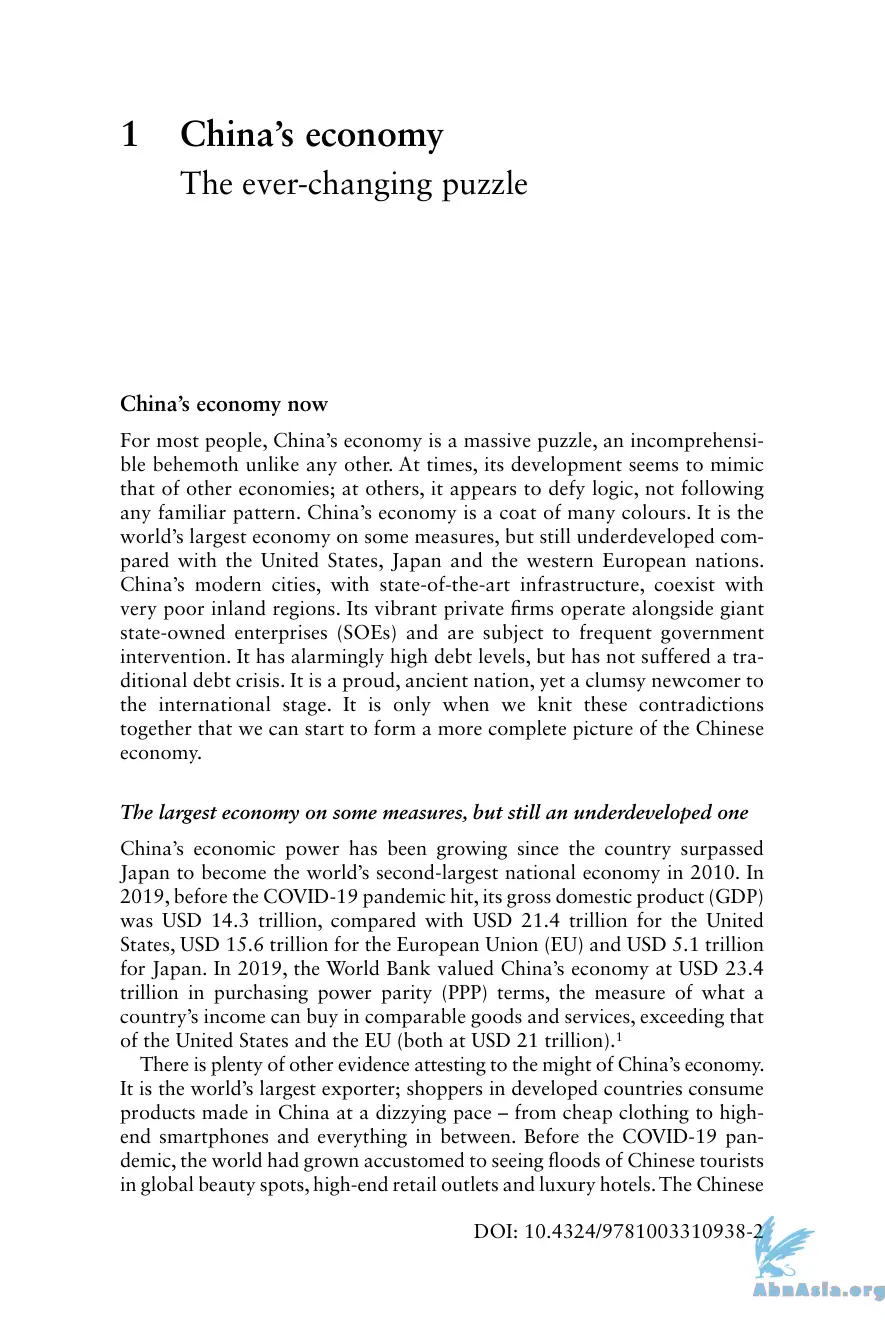 1 China’s economy
The ever-changing puzzle
China’s economy now
For most people, China’s economy is a massive puzzle, an incomprehensi-
ble behemoth unlike any other. At times, its development seems to mimic
that of other economies; at others, it appears to defy logic, not following
any familiar pattern. China’s economy is a coat of many colours. It is the
world’s largest economy on some measures, but still underdeveloped com-
pared with the United States, Japan and the western European nations.
China’s modern cities, with state-of-the-art infrastructure, coexist with
very poor inland regions. Its vibrant private firms operate alongside giant
state-owned enterprises (SOEs) and are subject to frequent government
intervention. It has alarmingly high debt levels, but has not suffered a tra-
ditional debt crisis. It is a proud, ancient nation, yet a clumsy newcomer to
the international stage. It is only when we knit these contradictions
together that we can start to form a more complete picture of the Chinese
economy.
The largest economy on some measures, but still an underdeveloped one
China’s economic power has been growing since the country surpassed
Japan to become the world’s second-largest national economy in 2010. In
2019, before the COVID-19 pandemic hit, its gross domestic product (GDP)
was USD 14.3 trillion, compared with USD 21.4 trillion for the United
States, USD 15.6 trillion for the European Union (EU) and USD 5.1 trillion
for Japan. In 2019, the World Bank valued China’s economy at USD 23.4
trillion in purchasing power parity (PPP) terms, the measure of what a
country’s income can buy in comparable goods and services, exceeding that
of the United States and the EU (both at USD 21 trillion).¹
There is plenty of other evidence attesting to the might of China’s economy.
It is the world’s largest exporter; shoppers in developed countries consume
products made in China at a dizzying pace – from cheap clothing to high-
end smartphones and everything in between. Before the COVID-19 pan-
demic, the world had grown accustomed to seeing floods of Chinese tourists
in global beauty spots, high-end retail outlets and luxury hotels. The Chinese
DOI: 10.4324/9781003310938-2
AbnAsia.org